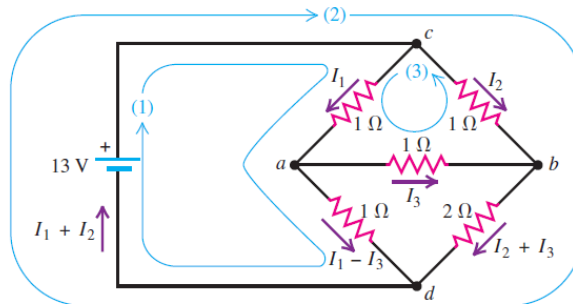 (2)
c
I₁
(3)
I₂
(1)
1 Ω
1 Ω
+
13 V
1 Ω
a
b
I₃
1 Ω
2 Ω
I₁ + I₂
I₁ − I₃
I₂ + I₃
d